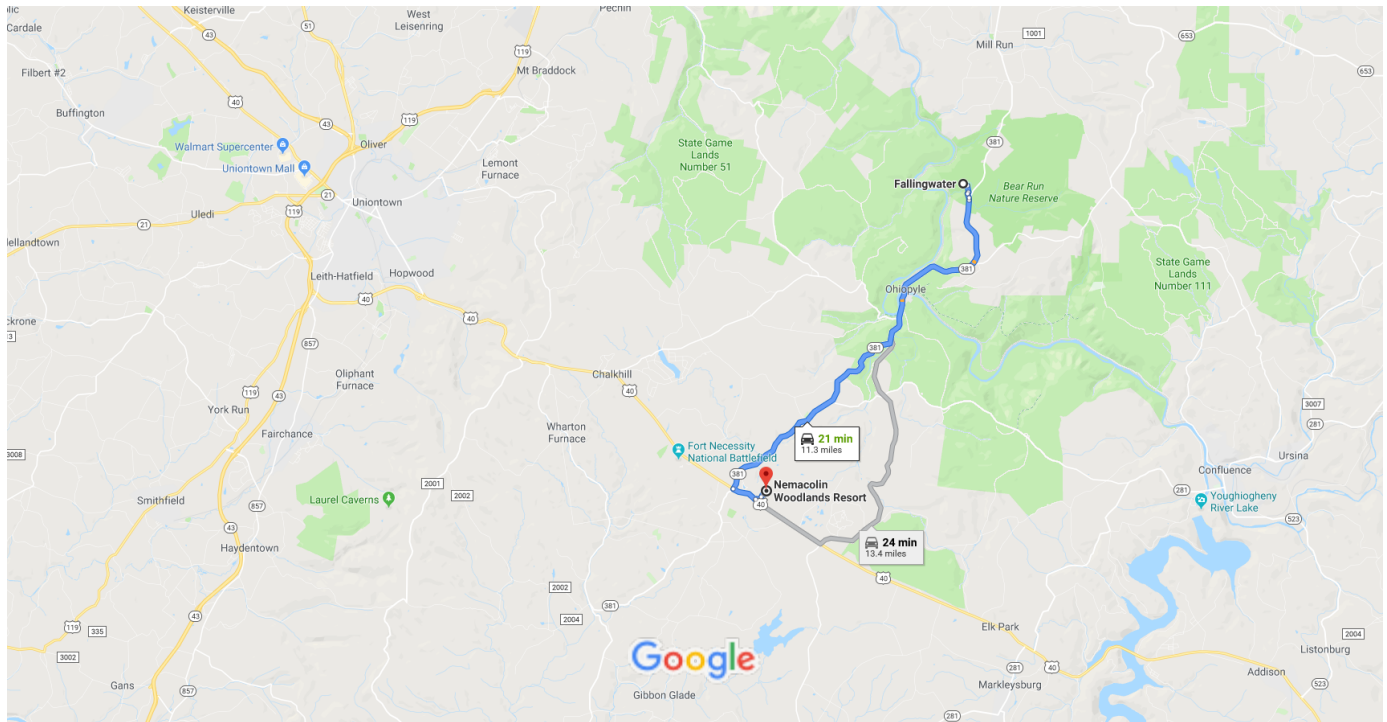 Keisterville
West
Leisenring
Pechin
Cardale
43
51
119
Mill Run
1001
653
653
Filbert #2
Mt Braddock
Buffington
40
43
119
Walmart Supercenter
Oliver
State Game
Lands
Number 51
381
Uniontown Mall
Lemont
Furnace
Fallingwater
Bear Run
Nature Reserve
21
Uniontown
119
Uledi
21
Leith-Hatfield
Hopwood
381
State Game
Lands
Number 111
Ohiopyle
40
40
857
381
Oliphant
Furnace
Chalkhill
40
119
York Run
3007
281
Fairchance
Wharton
Furnace
21 min
11.3 miles
Fort Necessity
National Battlefield
3008
381
Nemacolin
Woodlands Resort
40
Confluence
Ursina
2001
2002
281
Smithfield
Laurel Caverns
857
Youghiogheny
River Lake
43
523
Haydentown
24 min
13.4 miles
40
2002
381
2004
43
119
335
Elk Park
2004
3002
Google
Listonburg
281
40
Addison
Gans
857
Gibbon Glade
Markleysburg
523
281